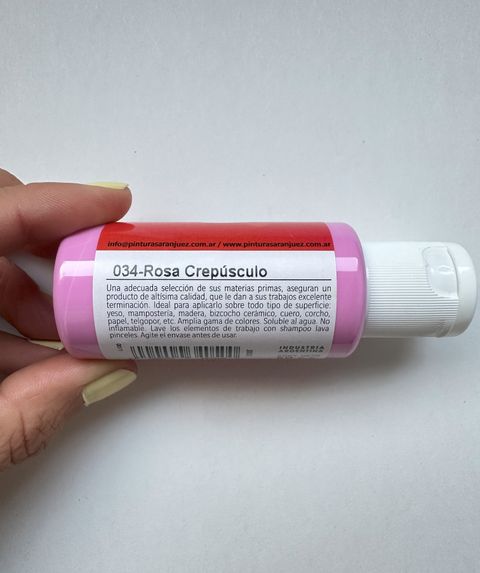 info@pinturasaranjuez.com.ar / www.pinturasaranjuez.com.ar
034-Rosa Crepúsculo
Una adecuada selección de sus materias primas, aseguran un
producto de altísima calidad, que le dan a sus trabajos excelente
terminación. Ideal para aplicarlo sobre todo tipo de superficie:
yeso, mampostería, madera, bizcocho cerámico, cuero, corcho,
papel, telgopor, etc. Amplia gama de colores. Soluble al agua. No
inflamable. Lave los elementos de trabajo con shampoo lava
pinceles. Agite el envase antes de usar.
INDUSTRIA
ARGENTINA